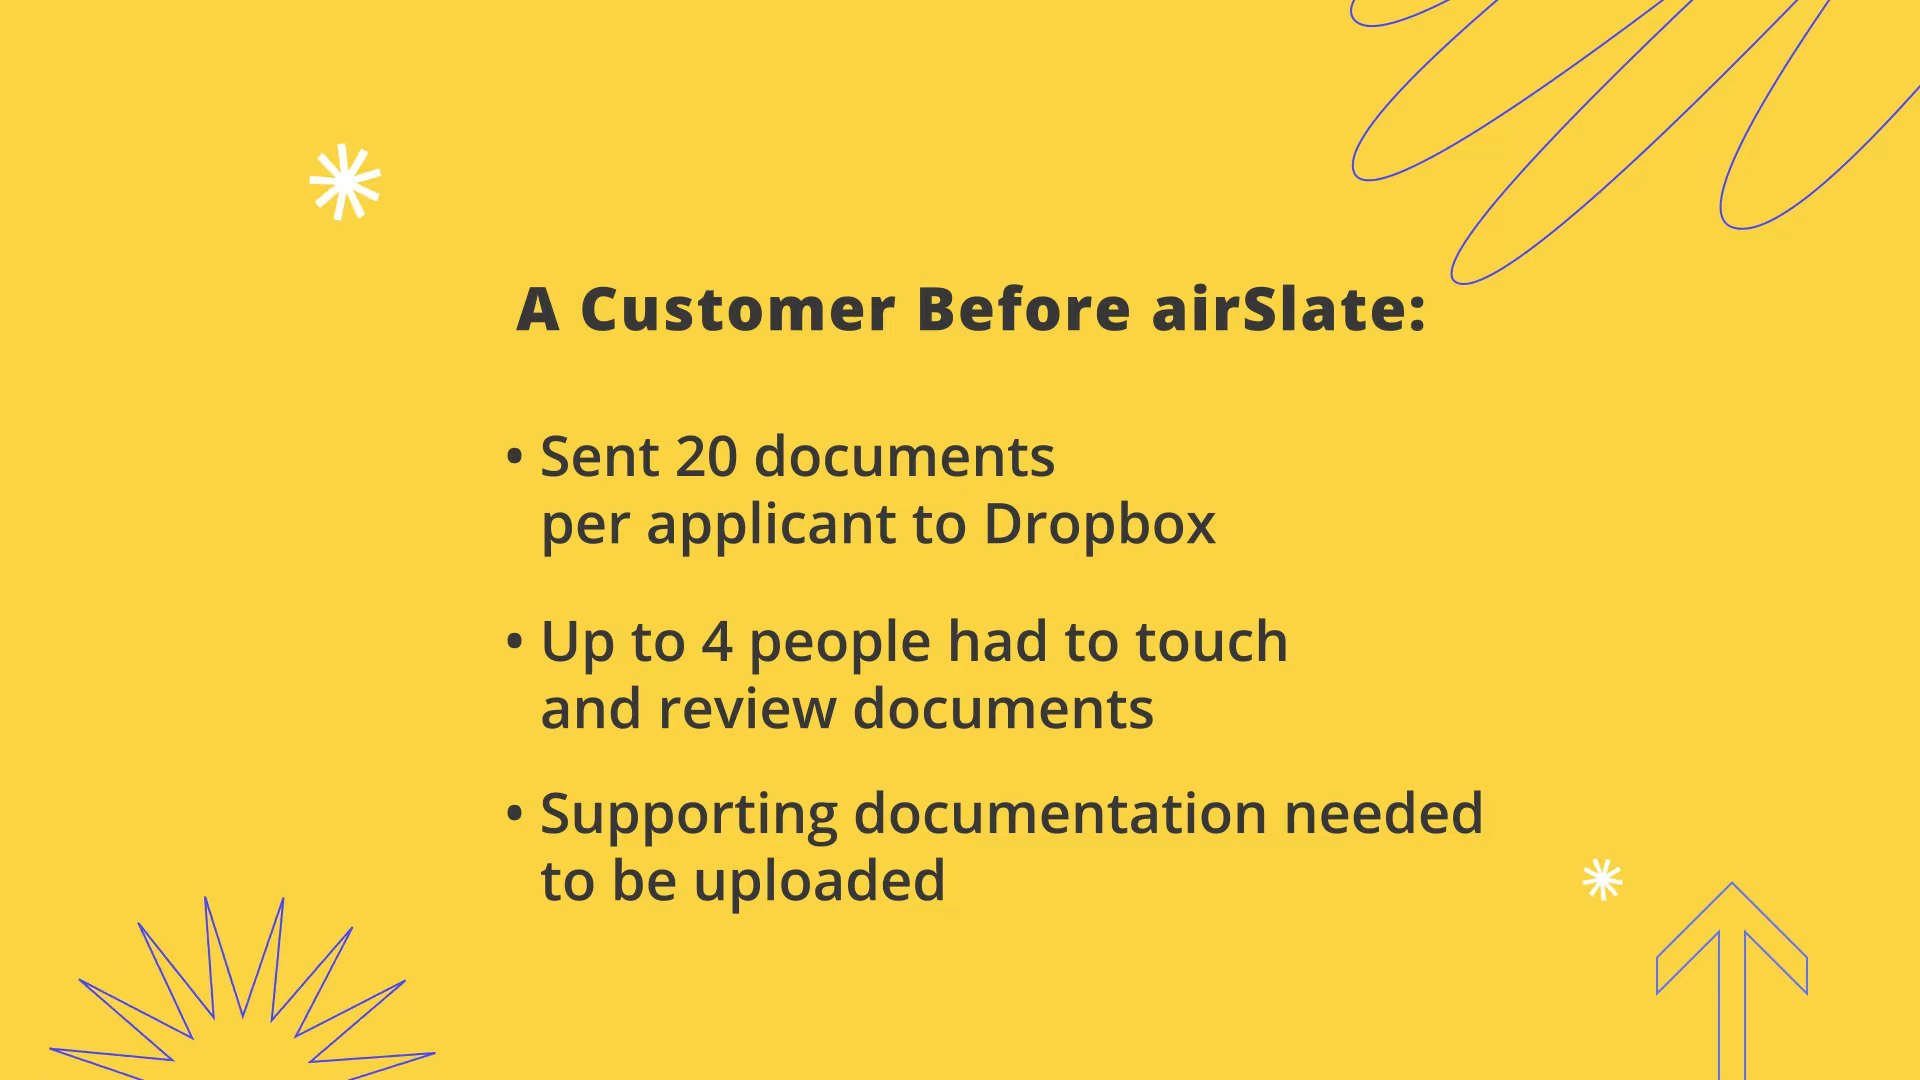 A Customer Before airSlate:
• Sent 20 documents
per applicant to Dropbox
• Up to 4 people had to touch
and review documents
• Supporting documentation needed
to be uploaded